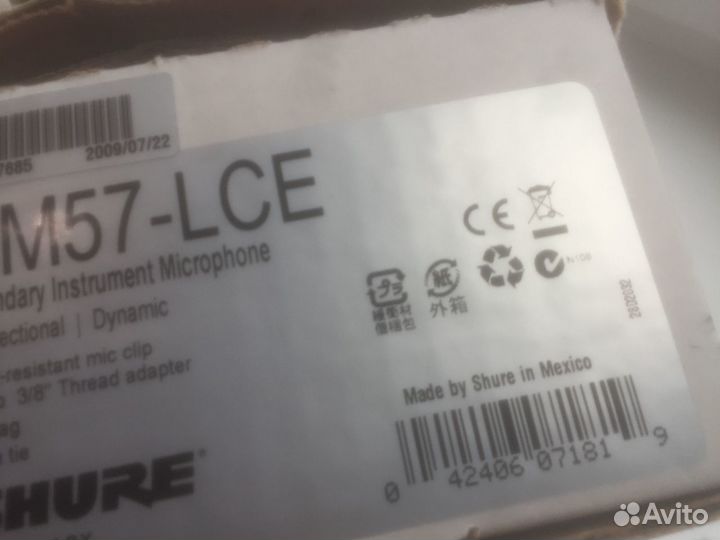 7685 2009/07/22
M57-LCE
ndary Instrument Microphone
ectional | Dynamic
-resistant mic clip
3/8" Thread adapter
ag
tie
SHURE
CE
プラ
紙
外箱
N108
2802032
Made by Shure in Mexico
0 42406 07181 9
Avito